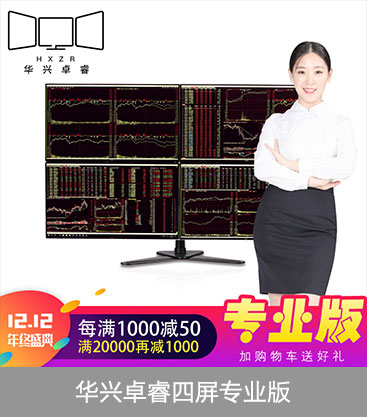 HXZR
华兴卓睿
12.12
年终盛典
每满1000减50
满20000再减1000
专业版
加购物车送好礼
华兴卓睿四屏专业版